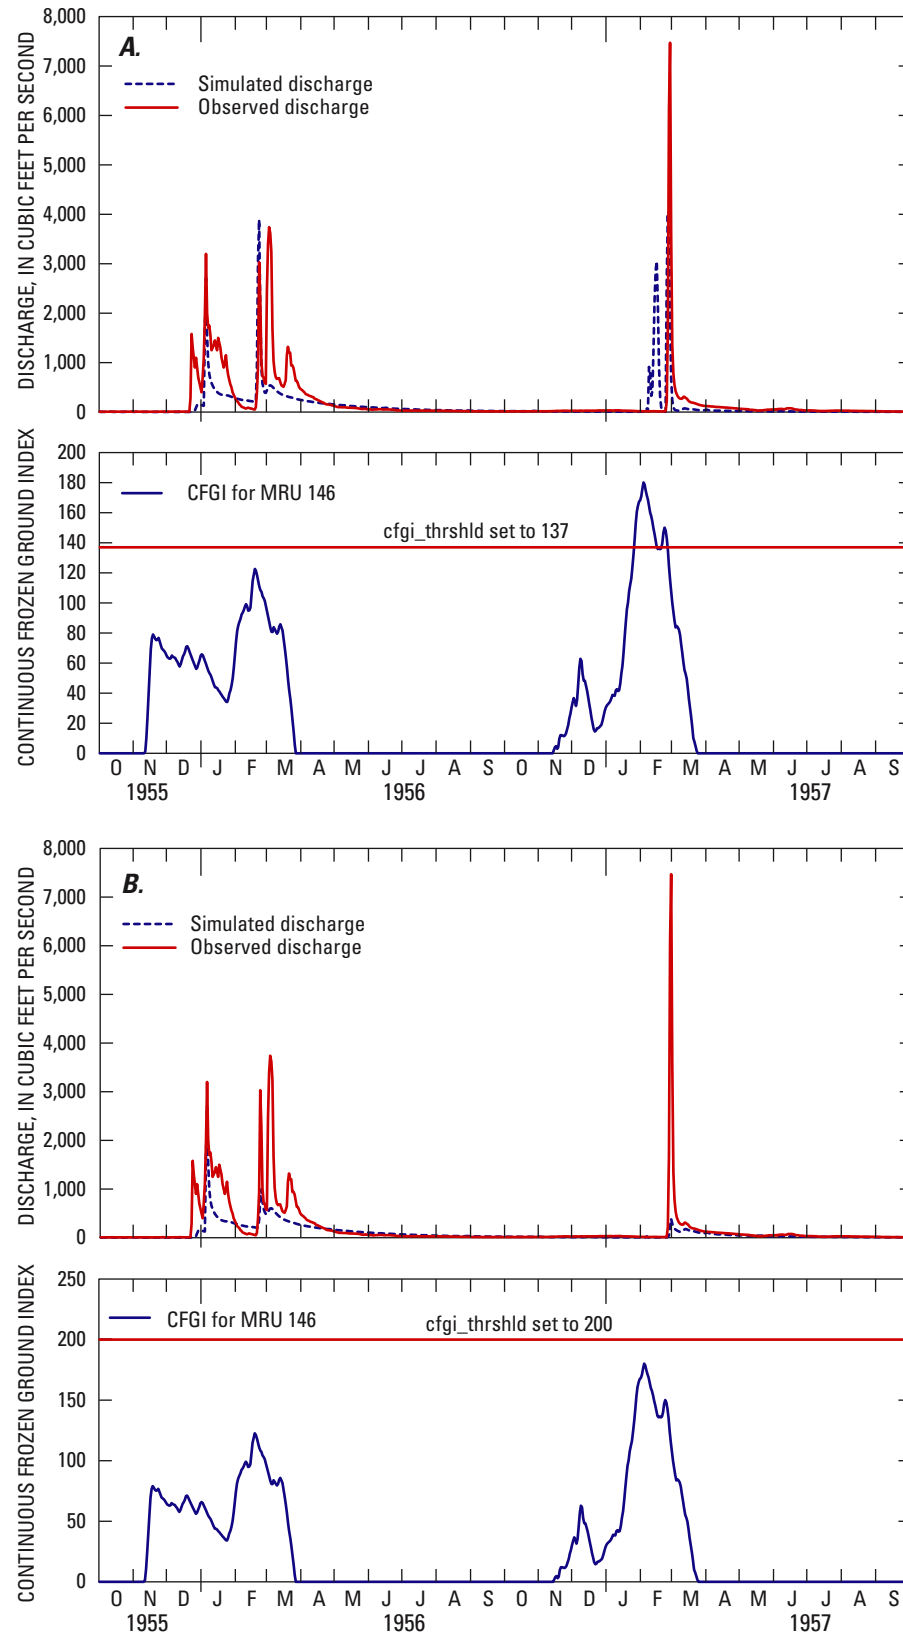 A.
8,000
7,000
6,000
5,000
4,000
3,000
2,000
1,000
0
DISCHARGE, IN CUBIC FEET PER SECOND
Simulated discharge
Observed discharge
200
180
160
140
120
100
80
60
40
20
0
CONTINUOUS FROZEN GROUND INDEX
CFGI for MRU 146
cfgi_thrshld set to 137
O N D J F M A M J J A S O N D J F M A M J J A S
1955 1956 1957
B.
8,000
7,000
6,000
5,000
4,000
3,000
2,000
1,000
0
DISCHARGE, IN CUBIC FEET PER SECOND
Simulated discharge
Observed discharge
250
200
150
100
50
0
CONTINUOUS FROZEN GROUND INDEX
CFGI for MRU 146
cfgi_thrshld set to 200
O N D J F M A M J J A S O N D J F M A M J J A S
1955 1956 1957